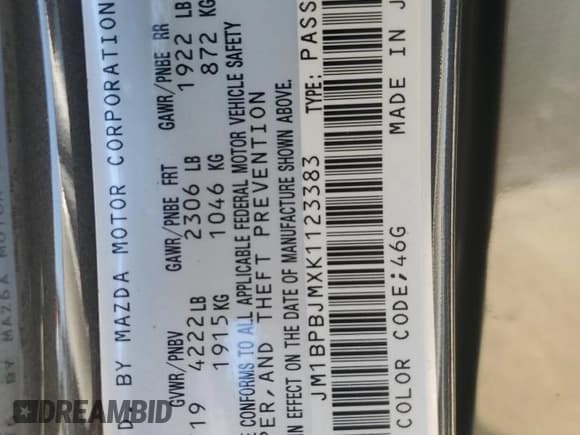 BY MAZDA MOTOR CORPORATION
GVWR/PNBV GAWR/PNBE FRT GAWR/PNBE RR
19 4222LB 2306 LB 1922 LB
1915KG 1046 KG 872 KG
CONFORMS TO ALL APPLICABLE FEDERAL MOTOR VEHICLE SAFETY
AND THEFT PREVENTION
IN EFFECT ON THE DATE OF MANUFACTURE SHOWN ABOVE.
JM1BPBJMXK1123383 TYPE: PASS
COLOR CODE:46G MADE IN J
DREAMBID